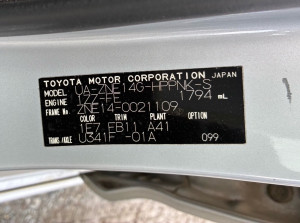 TOYOTA MOTOR CORPORATION JAPAN
MODEL UA-ZNE14G-HPPNK-S
ENGINE 1ZZ-FE 1794 mL
FRAME No. ZNE14-0021109
COLOR TRIM PLANT
1E7 EB11 A41
TRANS./AXLE U341F -01A 099